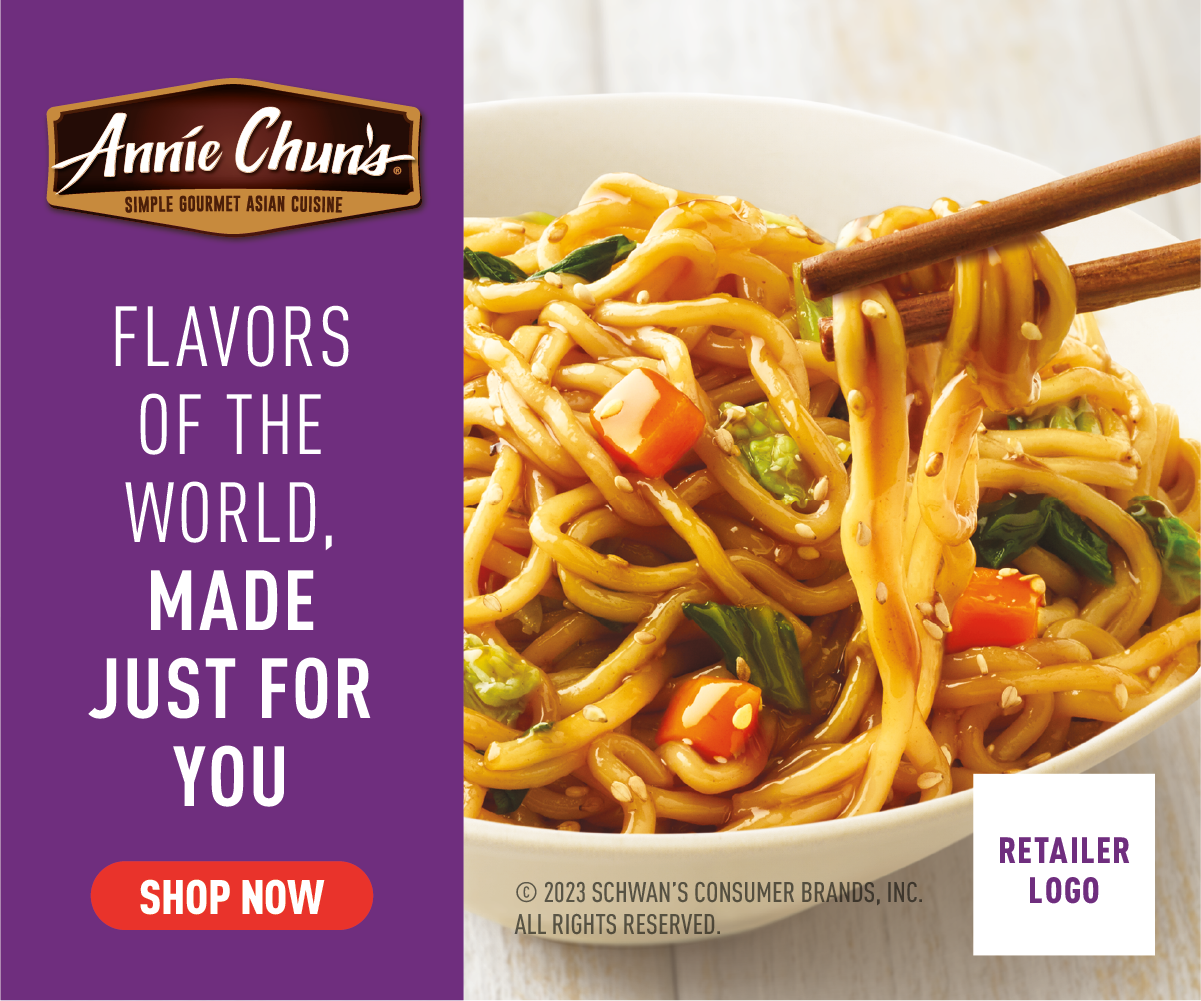 Annie Chun's®
SIMPLE GOURMET ASIAN CUISINE
FLAVORS
OF THE
WORLD,
MADE
JUST FOR
YOU
SHOP NOW
© 2023 SCHWAN'S CONSUMER BRANDS, INC.
ALL RIGHTS RESERVED.
RETAILER
LOGO